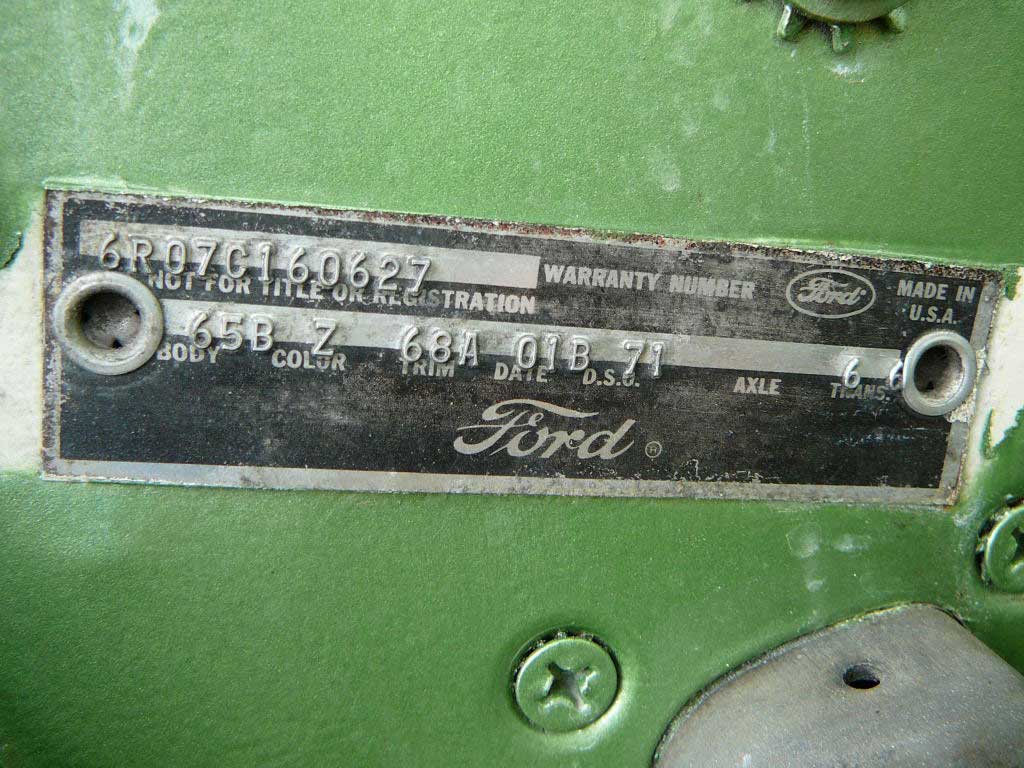 6R07C160627
WARRANTY NUMBER
Ford
MADE IN
U.S.A.
NOT FOR TITLE OR REGISTRATION
65B Z 68A 01B 71 6 6
BODY COLOR TRIM DATE D.S.O. AXLE TRANS.
Ford ®